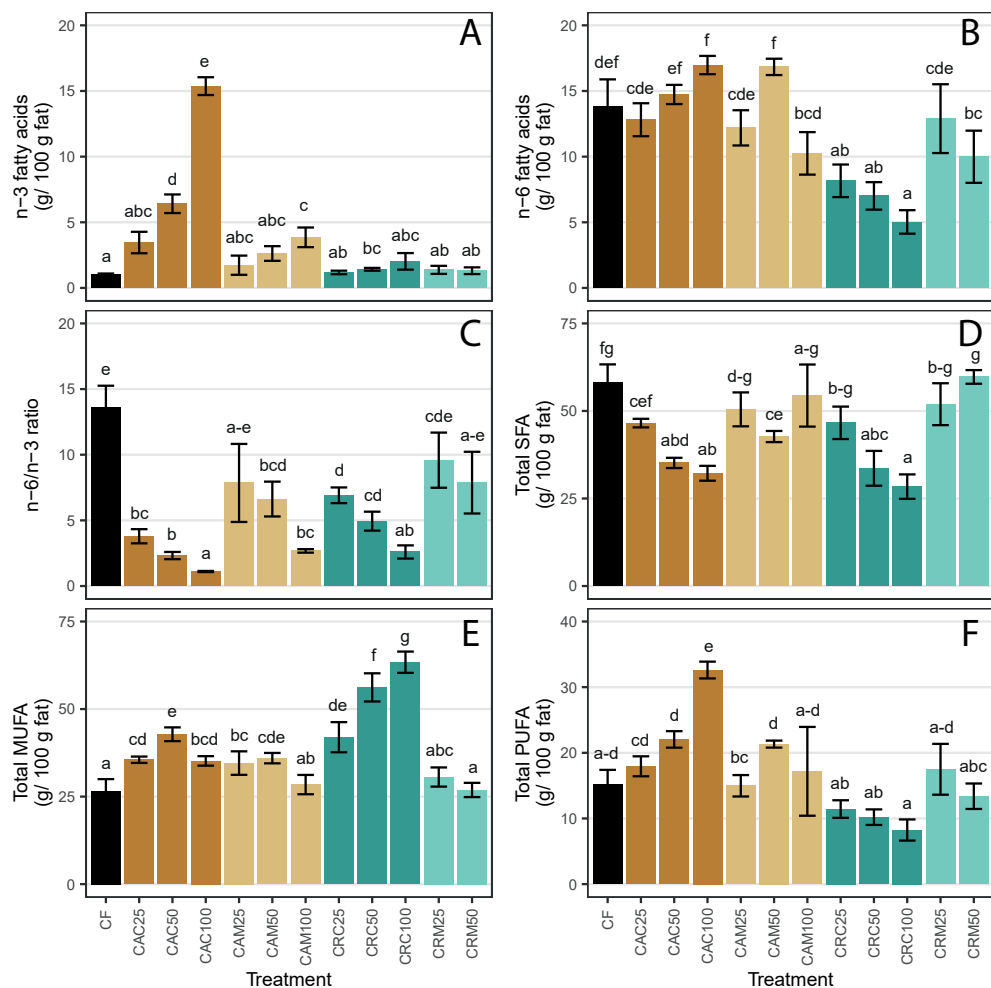 A
n−3 fatty acids
(g/ 100 g fat)
20
15
10
5
0
a
abc
d
e
abc
abc
c
ab
bc
abc
ab
ab
B
n−6 fatty acids
(g/ 100 g fat)
20
15
10
5
0
def
cde
ef
f
cde
f
bcd
ab
ab
a
cde
bc
C
n−6/n−3 ratio
20
15
10
5
0
e
bc
b
a
a-e
bcd
bc
d
cd
ab
cde
a-e
D
Total SFA
(g/ 100 g fat)
75
50
25
0
fg
cef
abd
ab
d-g
ce
a-g
b-g
abc
a
b-g
g
E
Total MUFA
(g/ 100 g fat)
75
50
25
0
a
cd
e
bcd
bc
cde
ab
de
f
g
abc
a
CF
CAC25
CAC50
CAC100
CAM25
CAM50
CAM100
CRC25
CRC50
CRC100
CRM25
CRM50
Treatment
F
Total PUFA
(g/ 100 g fat)
40
30
20
10
0
a-d
cd
d
e
bc
d
a-d
ab
ab
a
a-d
abc
CF
CAC25
CAC50
CAC100
CAM25
CAM50
CAM100
CRC25
CRC50
CRC100
CRM25
CRM50
Treatment